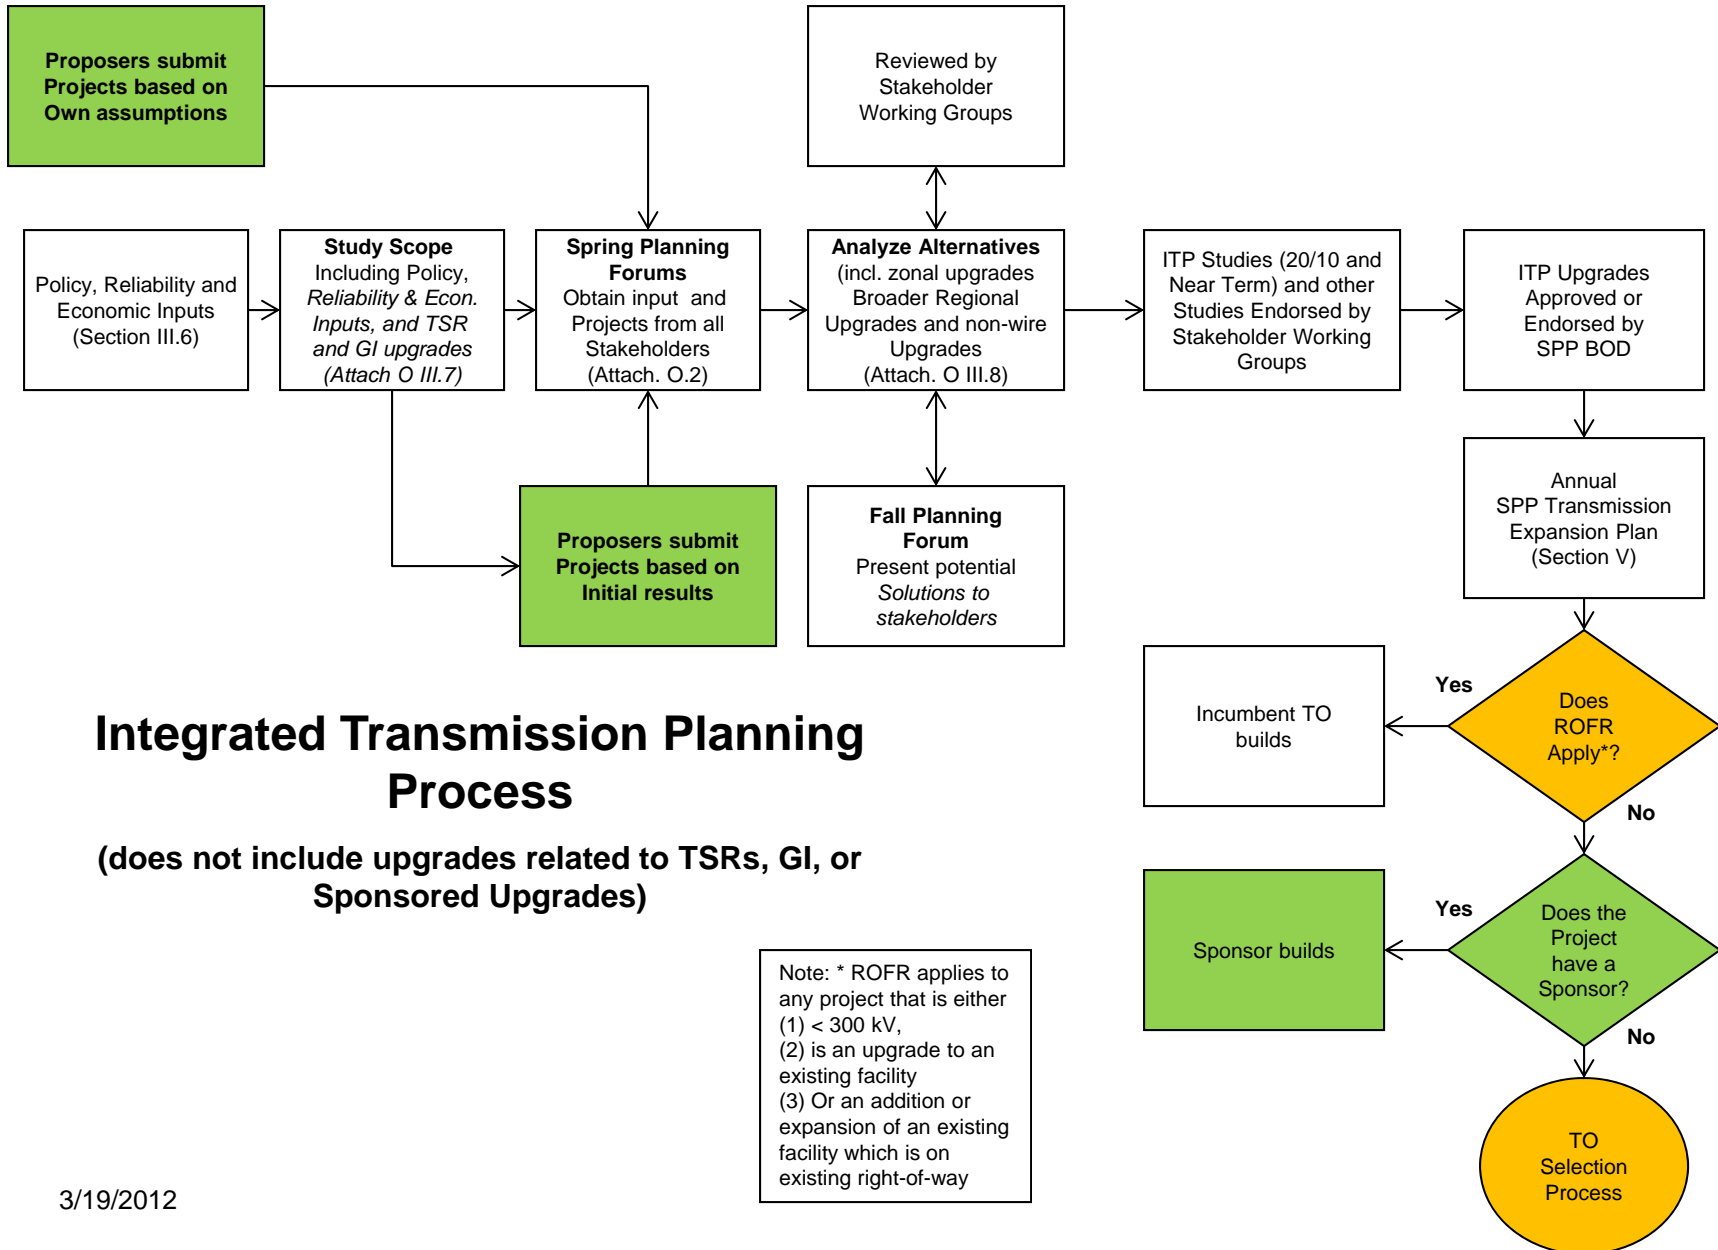 Proposers submit
Projects based on
Own assumptions
Reviewed by
Stakeholder
Working Groups
Policy, Reliability and
Economic Inputs
(Section III.6)
Study Scope
Including Policy,
Reliability & Econ.
Inputs, and TSR
and GI upgrades
(Attach O III.7)
Spring Planning
Forums
Obtain input and
Projects from all
Stakeholders
(Attach. O.2)
Analyze Alternatives
(incl. zonal upgrades
Broader Regional
Upgrades and non-wire
Upgrades
(Attach. O III.8)
ITP Studies (20/10 and
Near Term) and other
Studies Endorsed by
Stakeholder Working
Groups
ITP Upgrades
Approved or
Endorsed by
SPP BOD
Proposers submit
Projects based on
Initial results
Fall Planning
Forum
Present potential
Solutions to
stakeholders
Annual
SPP Transmission
Expansion Plan
(Section V)
Does
ROFR
Apply*?
Yes
Incumbent TO
builds
No
Does the
Project
have a
Sponsor?
Yes
Sponsor builds
No
TO
Selection
Process
Integrated Transmission Planning
Process
(does not include upgrades related to TSRs, GI, or
Sponsored Upgrades)
Note: * ROFR applies to
any project that is either
(1) < 300 kV,
(2) is an upgrade to an
existing facility
(3) Or an addition or
expansion of an existing
facility which is on
existing right-of-way
3/19/2012